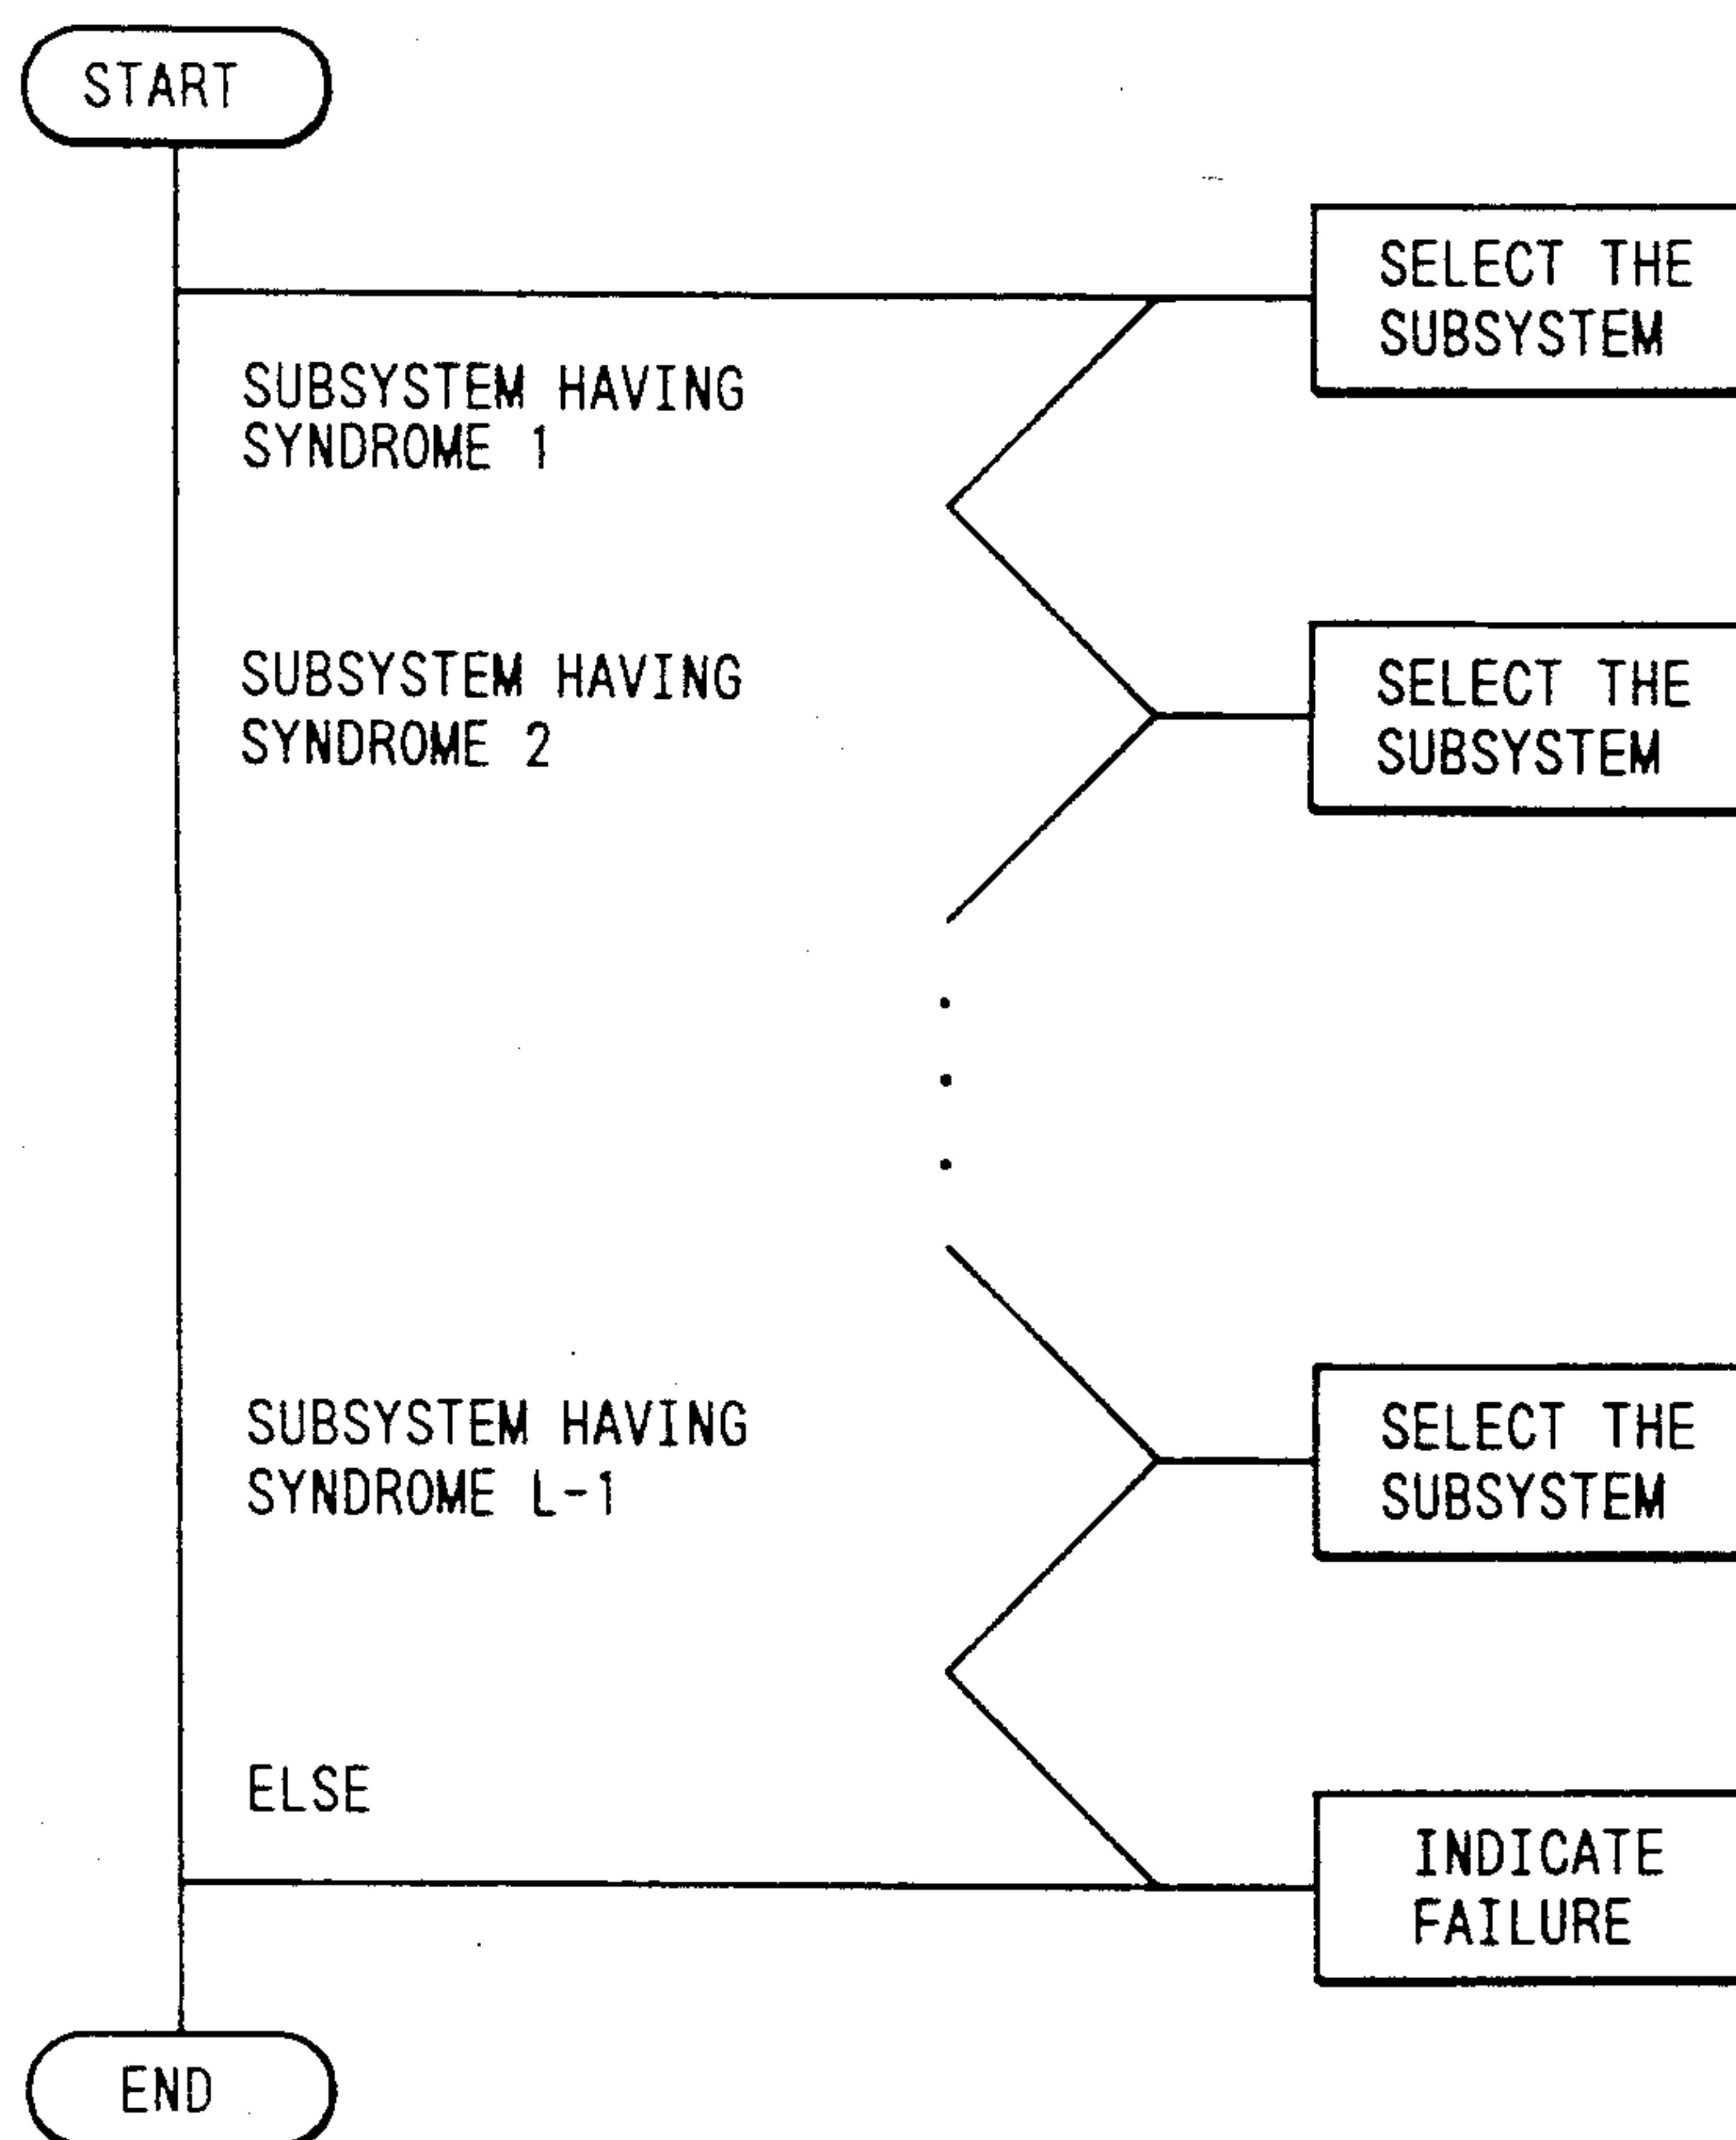 START
SELECT THE
SUBSYSTEM
SUBSYSTEM HAVING
SYNDROME 1
SUBSYSTEM HAVING
SYNDROME 2
SELECT THE
SUBSYSTEM
SUBSYSTEM HAVING
SYNDROME L-1
SELECT THE
SUBSYSTEM
ELSE
INDICATE
FAILURE
END